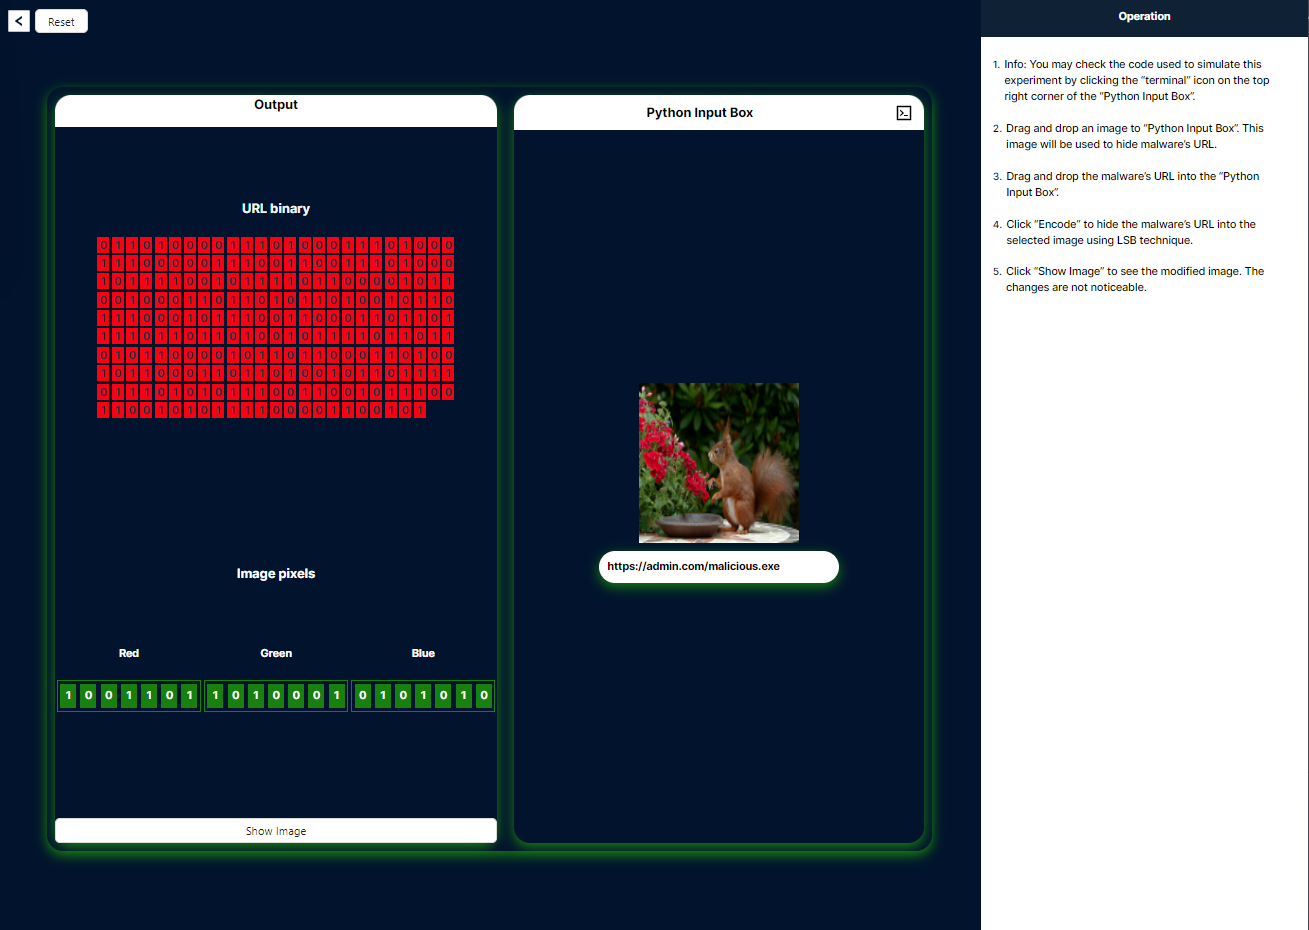 Reset
Output
URL binary
0 1 1 0 1 0 0 0 0 1 1 1 0 1 0 0 0 1 1 1 0 1 0 0 0
1 1 1 0 0 0 0 0 1 1 1 0 0 1 1 0 0 1 1 1 0 1 0 0 0
1 0 1 1 1 1 0 0 1 0 1 1 1 1 0 1 1 0 0 0 0 1 0 1 1
0 0 1 0 0 0 1 1 0 1 1 0 1 0 1 1 0 1 0 0 1 0 1 1 0
1 1 1 0 0 0 1 0 1 1 1 0 0 1 1 0 0 0 1 1 0 1 1 0 1
1 1 1 0 1 1 0 1 1 0 1 0 0 1 0 1 1 1 1 0 1 1 0 1 1
0 1 0 1 1 0 0 0 0 1 0 1 1 0 1 1 0 0 0 1 1 0 1 0 0
1 0 1 1 0 0 0 1 1 0 1 1 0 1 0 0 1 0 1 1 0 1 1 1 1
0 1 1 1 0 1 0 1 0 1 1 1 0 0 1 1 0 0 1 0 1 1 1 0 0
1 1 0 0 1 0 1 0 1 1 1 1 0 0 0 0 1 1 0 0 1 0 1
Image pixels
Red Green Blue
1 0 0 1 1 0 1 1 0 1 0 0 0 1 0 1 0 1 0 1 0
Show Image
Python Input Box
https://admin.com/malicious.exe
Operation
1. Info: You may check the code used to simulate this
experiment by clicking the "terminal" icon on the top
right corner of the "Python Input Box".
2. Drag and drop an image to "Python Input Box". This
image will be used to hide malware's URL.
3. Drag and drop the malware's URL into the "Python
Input Box".
4. Click "Encode" to hide the malware's URL into the
selected image using LSB technique.
5. Click "Show Image" to see the modified image. The
changes are not noticeable.